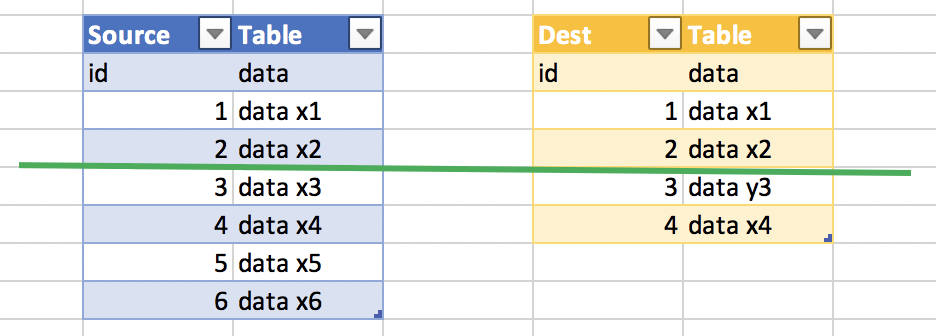 Source Table Dest Table
id data id data
1 data x1 1 data x1
2 data x2 2 data x2
3 data x3 3 data y3
4 data x4 4 data x4
5 data x5
6 data x6